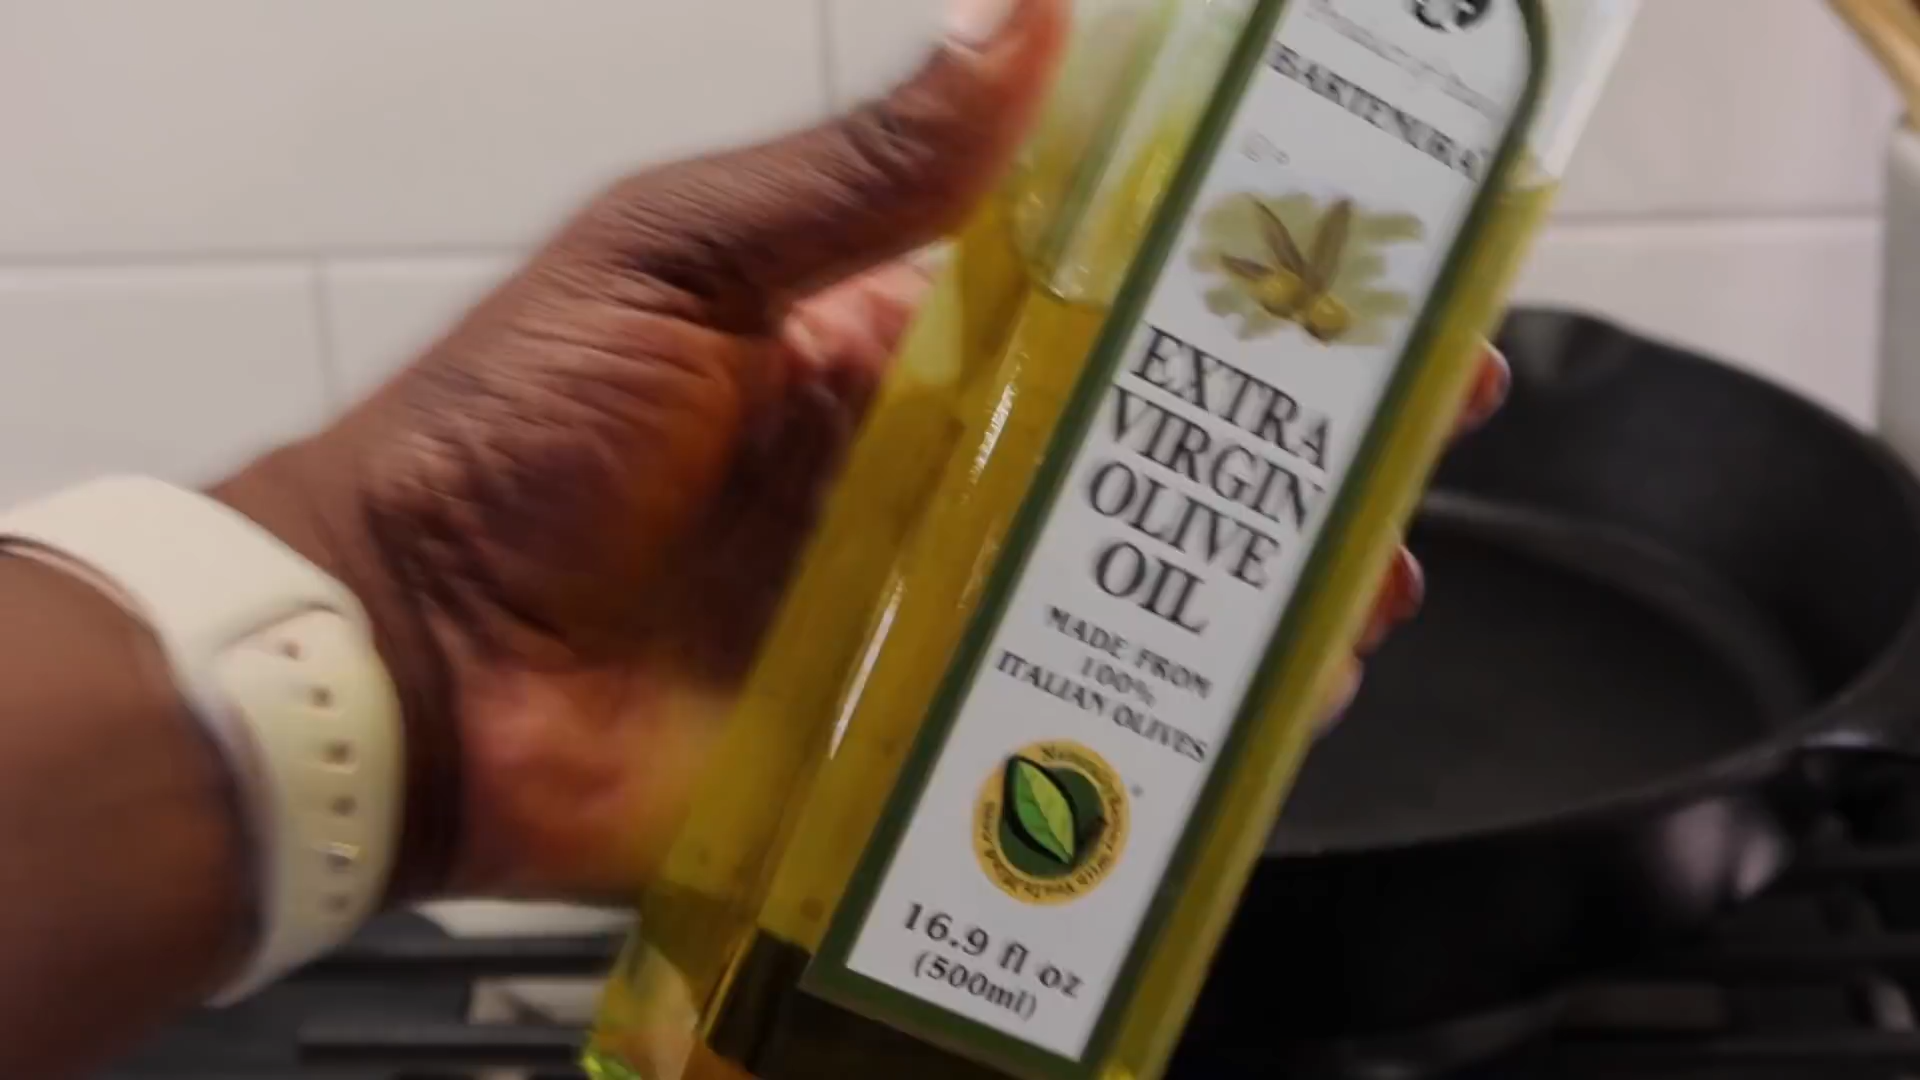 BARTENURA
EXTRA
VIRGIN
OLIVE
OIL
MADE FROM
100%
ITALIAN OLIVES
16.9 fl oz
(500ml)